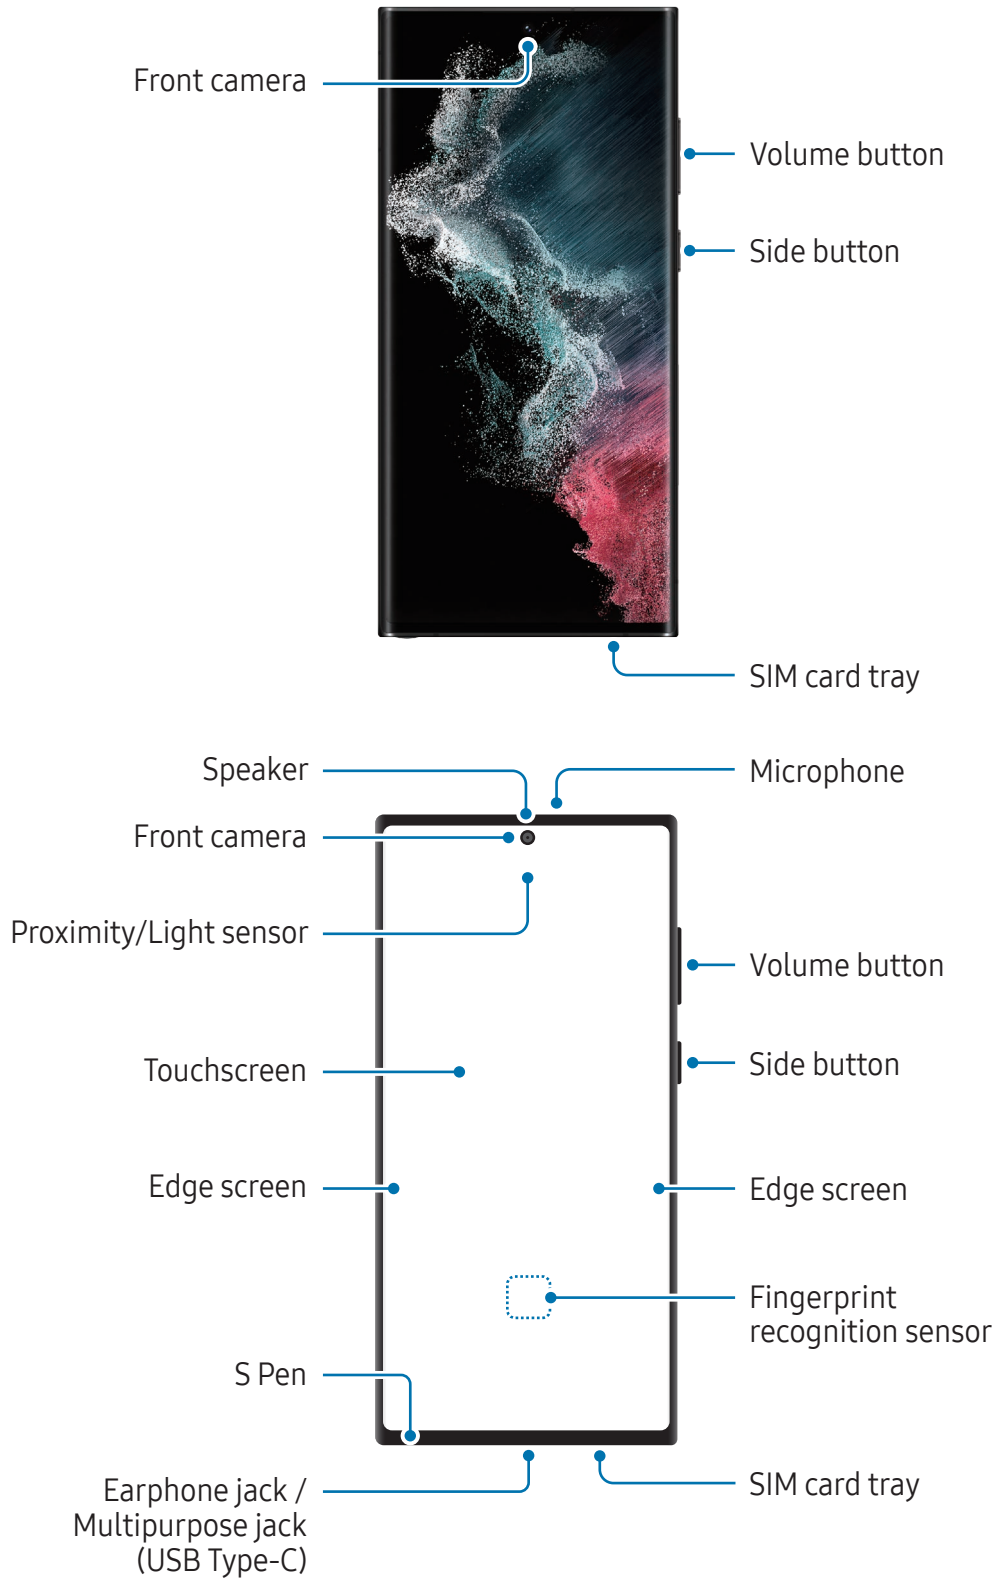 Front camera
Volume button
Side button
SIM card tray
Speaker
Microphone
Front camera
Proximity/Light sensor
Volume button
Touchscreen
Side button
Edge screen
Edge screen
Fingerprint
recognition sensor
S Pen
Earphone jack /
Multipurpose jack
(USB Type-C)
SIM card tray